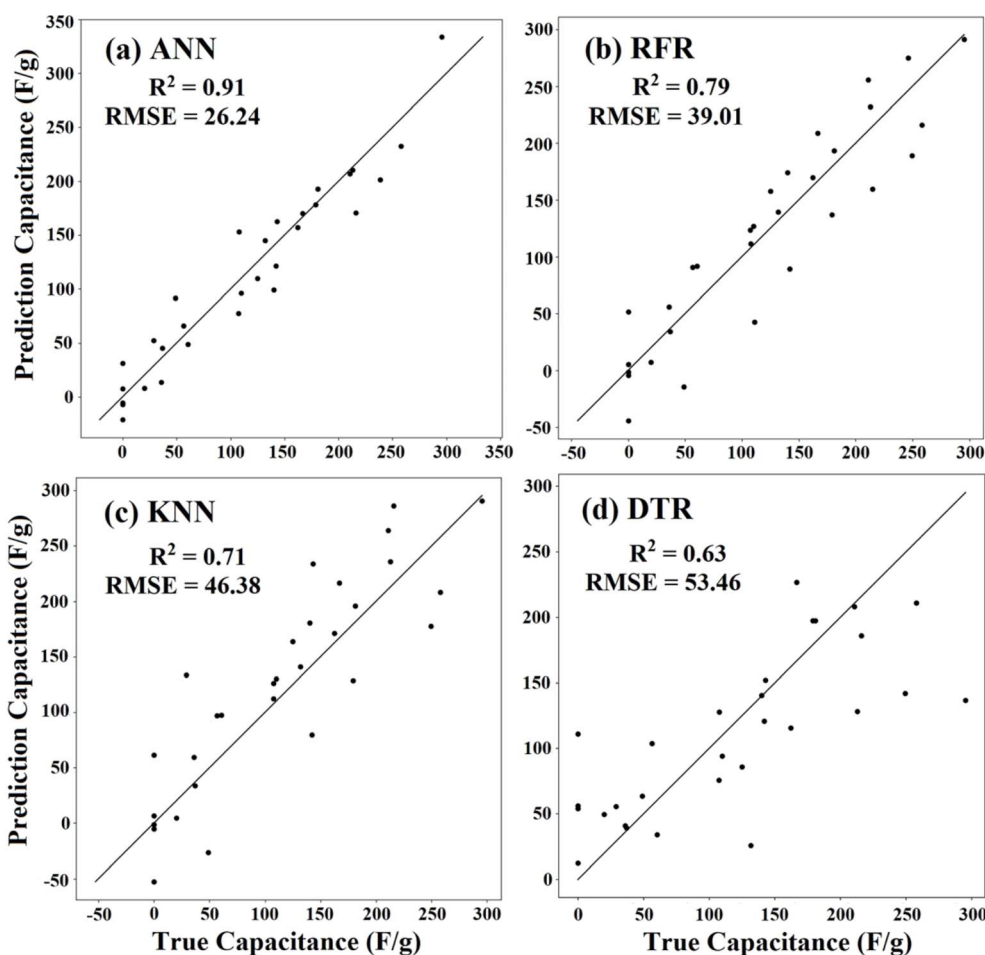 (a) ANN
R² = 0.91
RMSE = 26.24
350
300
250
200
150
100
50
0
0 50 100 150 200 250 300 350
Prediction Capacitance (F/g)
(b) RFR
R² = 0.79
RMSE = 39.01
300
250
200
150
100
50
0
-50
-50 0 50 100 150 200 250 300
(c) KNN
R² = 0.71
RMSE = 46.38
300
250
200
150
100
50
0
-50
-50 0 50 100 150 200 250 300
Prediction Capacitance (F/g)
True Capacitance (F/g)
(d) DTR
R² = 0.63
RMSE = 53.46
300
250
200
150
100
50
0
0 50 100 150 200 250 300
True Capacitance (F/g)